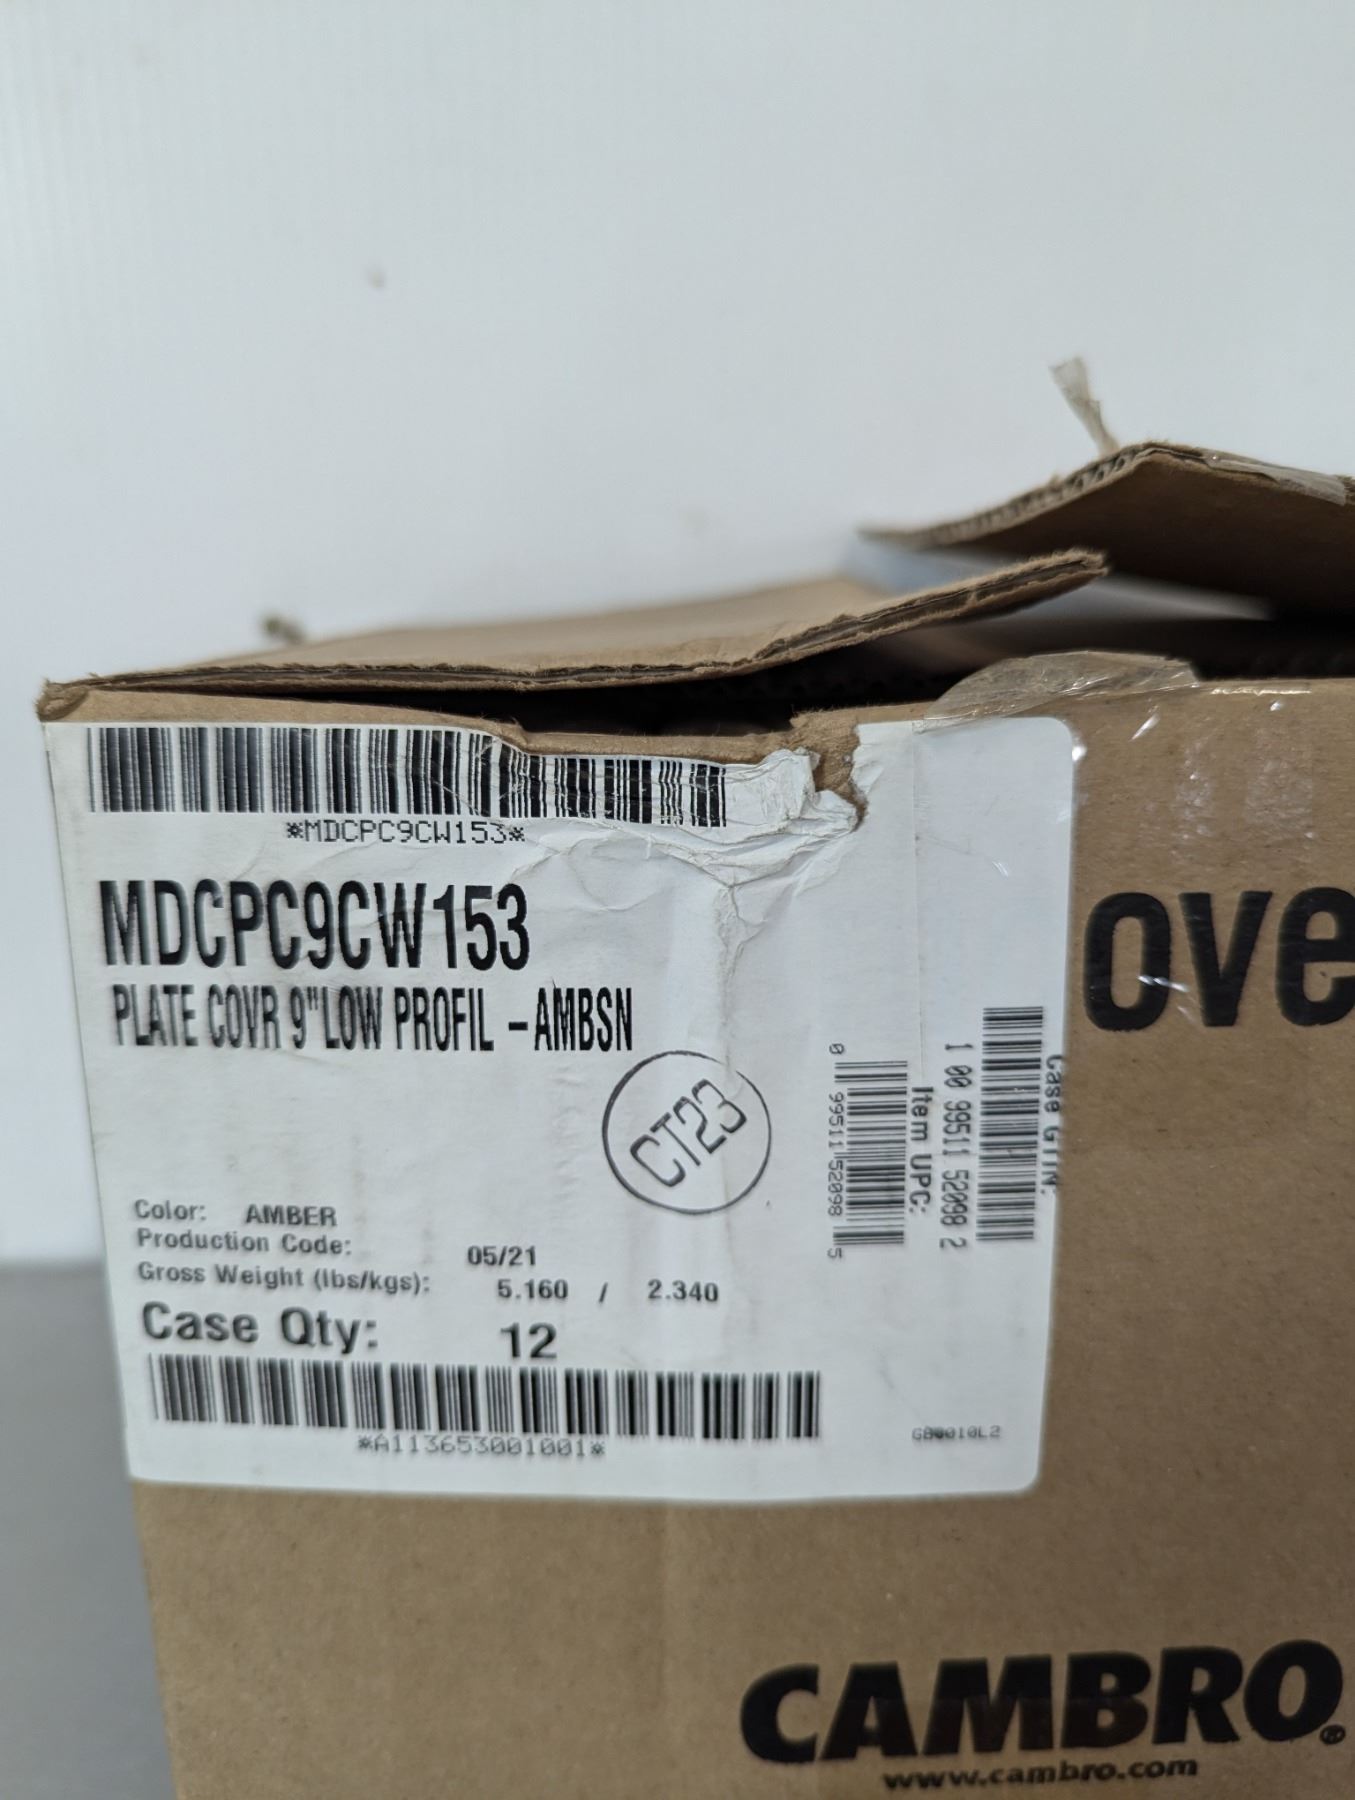 *MDCPC9CW153*
MDCPC9CW153
PLATE COVR 9"LOW PROFIL -AMBSN
CT23
Color: AMBER
Production Code: 05/21
Gross Weight (lbs/kgs): 5.160 / 2.340
Case Qty: 12
*A113653001001*
Case GTIN:
1 00 99511 52098 2
Item UPC:
0 99511 52098 5
G80010L2
ove
CAMBRO®
www.cambro.com